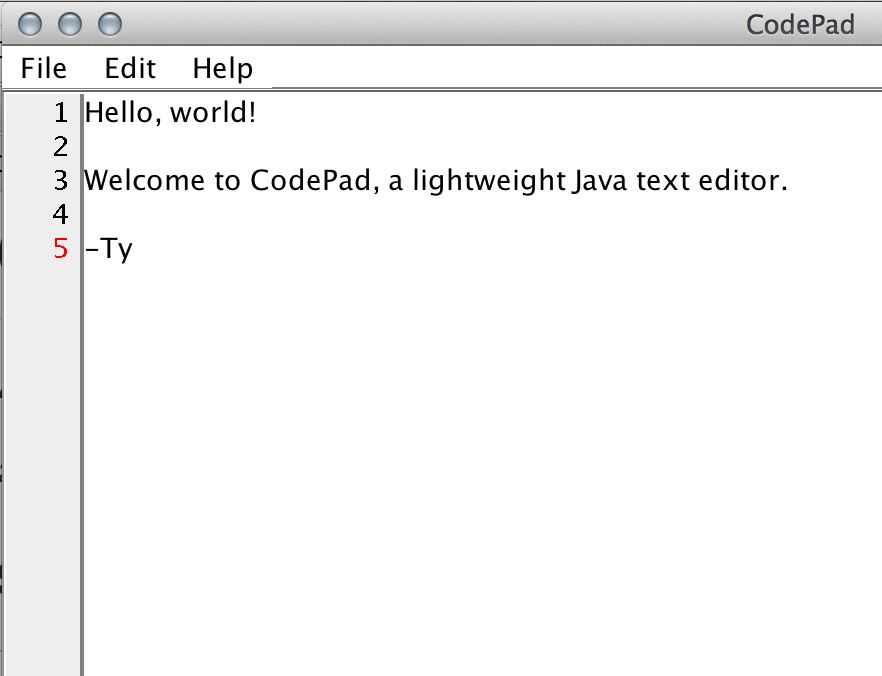 CodePad
File Edit Help
1 Hello, world!
2
3 Welcome to CodePad, a lightweight Java text editor.
4
5 -Ty